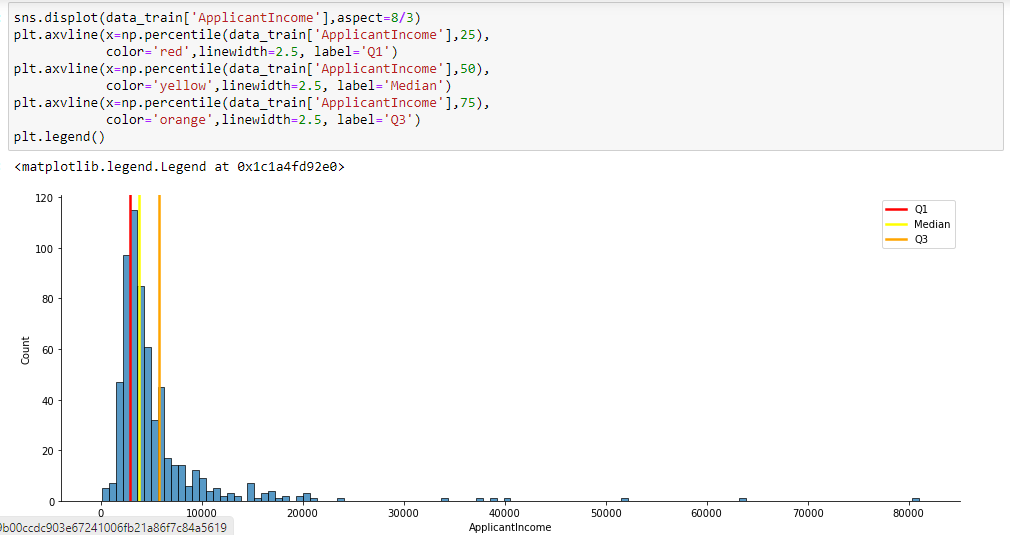 sns.displot(data_train['ApplicantIncome'],aspect=8/3)
plt.axvline(x=np.percentile(data_train['ApplicantIncome'],25),
            color='red',linewidth=2.5, label='Q1')
plt.axvline(x=np.percentile(data_train['ApplicantIncome'],50),
            color='yellow',linewidth=2.5, label='Median')
plt.axvline(x=np.percentile(data_train['ApplicantIncome'],75),
            color='orange',linewidth=2.5, label='Q3')
plt.legend()
<matplotlib.legend.Legend at 0x1c1a4fd92e0>
Q1
Median
Q3
120
100
80
60
40
20
0
Count
0 10000 20000 30000 40000 50000 60000 70000 80000
ApplicantIncome
9b00ccdc903e67241006fb21a86f7c84a5619